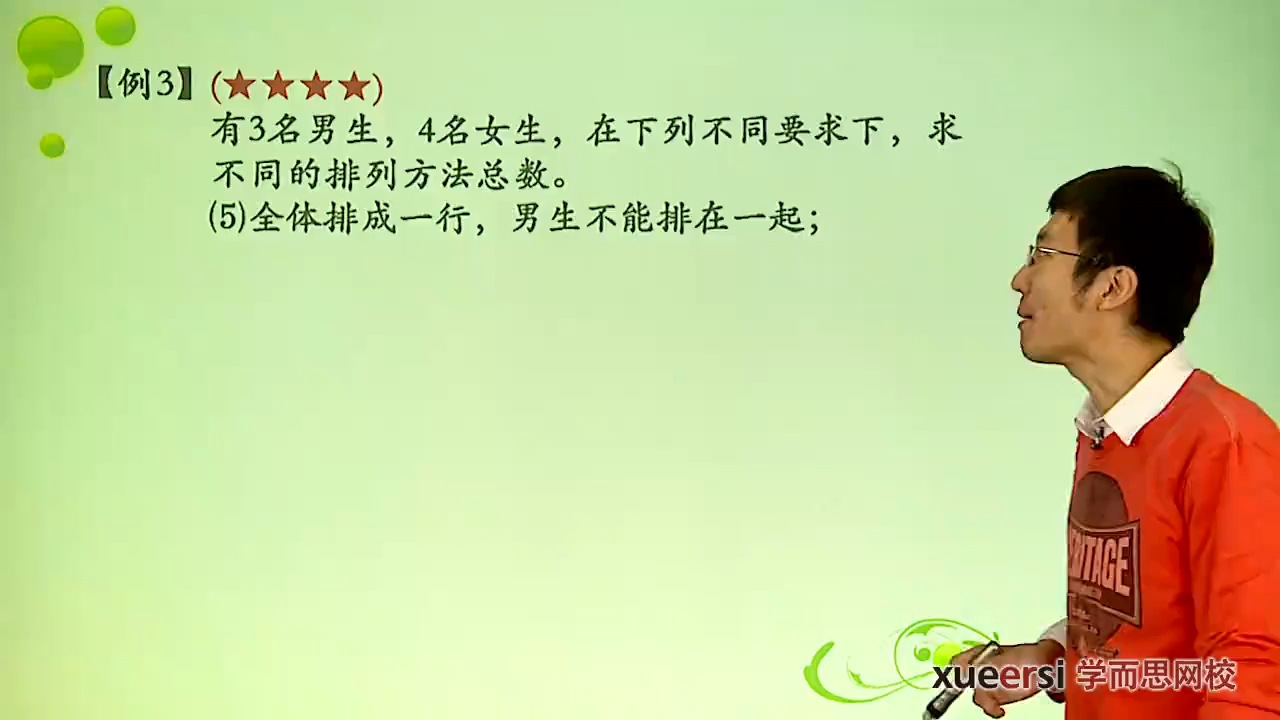 【例3】(★★★★)
有3名男生，4名女生，在下列不同要求下，求
不同的排列方法总数。
(5)全体排成一行，男生不能排在一起；
ERITAGE
xueersi 学而思网校